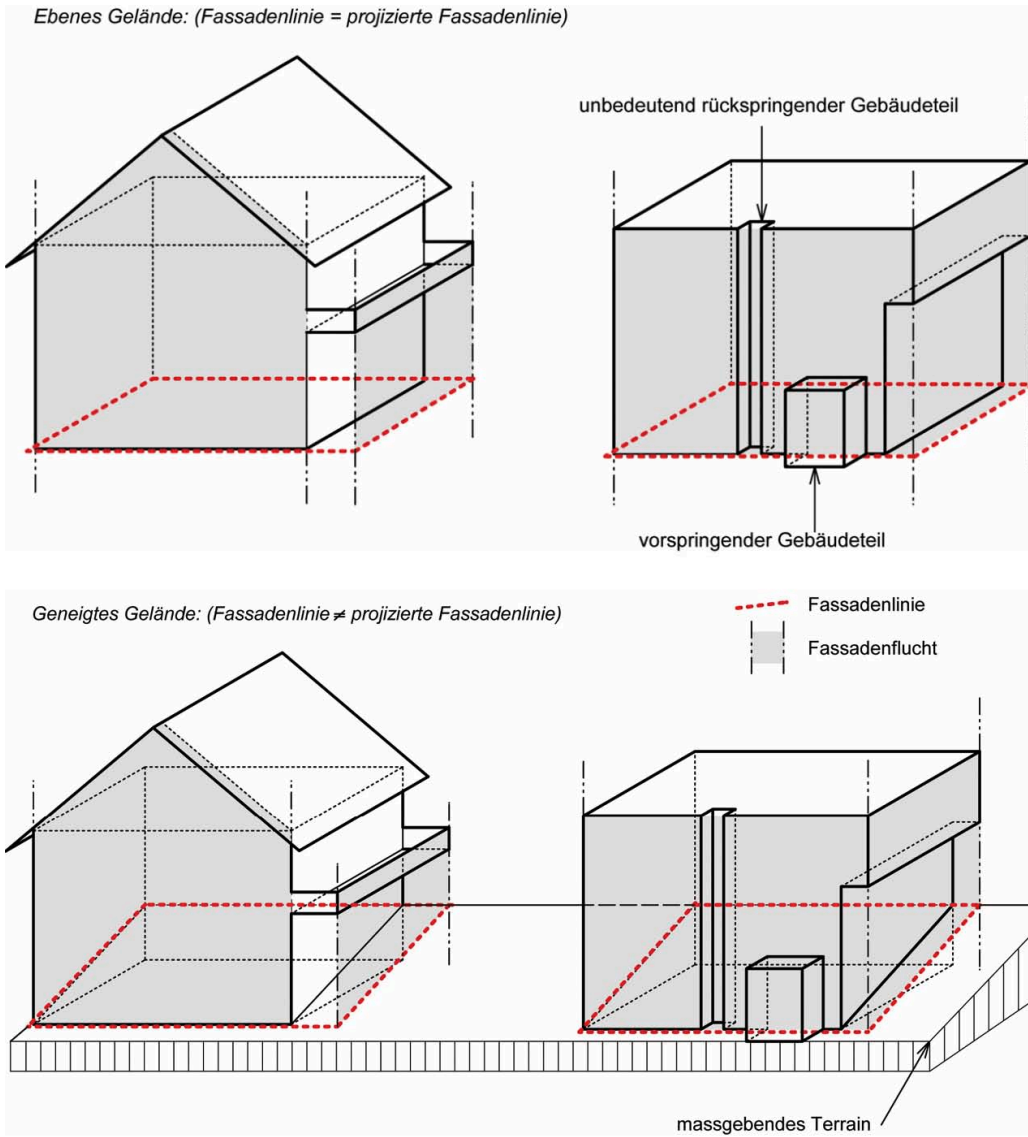 Ebenes Gelände: (Fassadenlinie = projizierte Fassadenlinie)
unbedeutend rückspringender Gebäudeteil
vorspringender Gebäudeteil
Geneigtes Gelände: (Fassadenlinie ≠ projizierte Fassadenlinie)
Fassadenlinie
Fassadenflucht
massgebendes Terrain